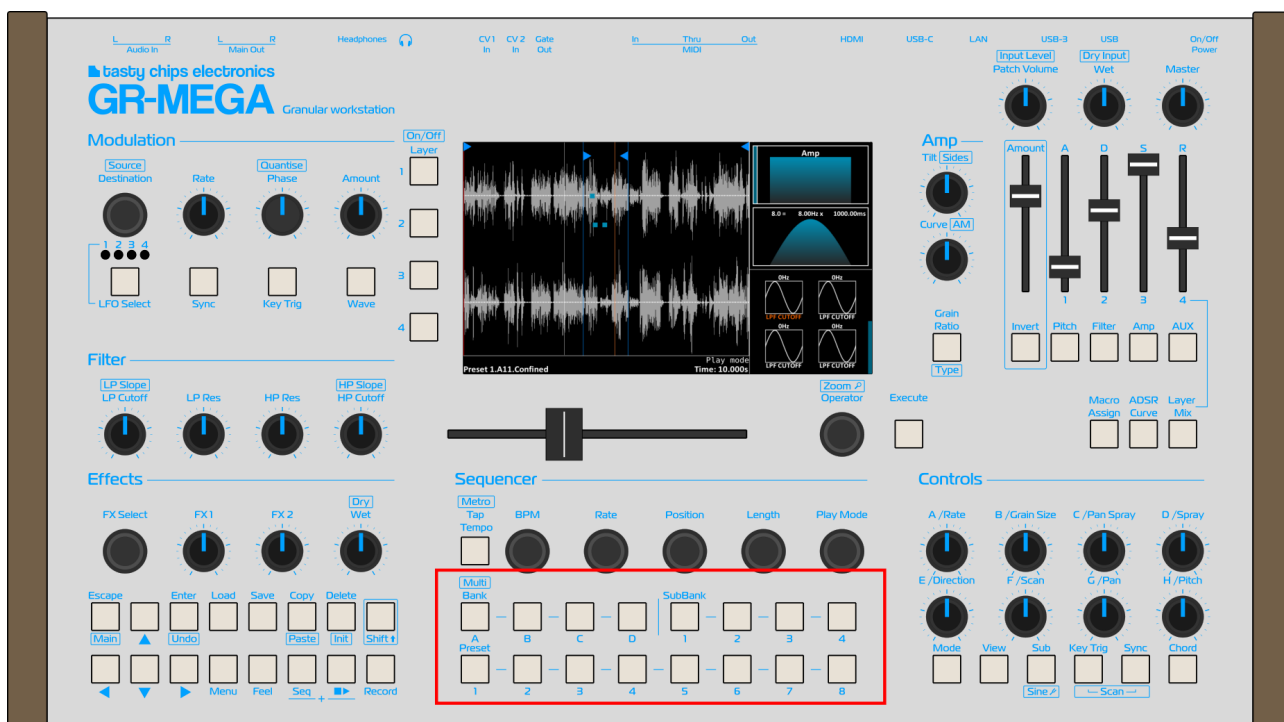 L R
Audio In
L R
Main Out
Headphones
CV1 CV2 Gate
In In Out
In Thru Out
MIDI
HDMI
USB-C
LAN
USB-3
USB
On/Off
Power
tasty chips electronics
GR-MEGA Granular workstation
Input Level
Patch Volume
Dry Input
Wet
Master
Modulation
On/Off
Layer
Source
Destination
Rate
Quantise
Phase
Amount
1 2 3 4
LFO Select
Sync
Key Trig
Wave
1
2
3
4
Amp
8.0 = 8.00Hz x 1000.00ms
0Hz 0Hz
LPF CUTOFF LPF CUTOFF
0Hz 0Hz
LPF CUTOFF LPF CUTOFF
Play mode
Preset 1.A11.Confined Time: 10.000s
Amp
Tilt Sides
Curve AM
Grain
Ratio
Type
Amount A D S R
1 2 3 4
Invert Pitch Filter Amp AUX
Macro
Assign
ADSR
Curve
Layer
Mix
Filter
LP Slope
LP Cutoff
LP Res
HP Res
HP Slope
HP Cutoff
Zoom
Operator
Execute
Effects
FX Select
FX 1
FX 2
Dry
Wet
Escape Enter Load Save Copy Delete
Main Undo Paste Init Shift
Menu Feel Seq + Record
Sequencer
Metro
Tap
Tempo
BPM
Rate
Position
Length
Play Mode
Multi
Bank
SubBank
A B C D 1 2 3 4
Preset
1 2 3 4 5 6 7 8
Controls
A /Rate B /Grain Size C /Pan Spray D /Spray
E /Direction F /Scan G /Pan H /Pitch
Mode View Sub Key Trig Sync Chord
Sine Scan